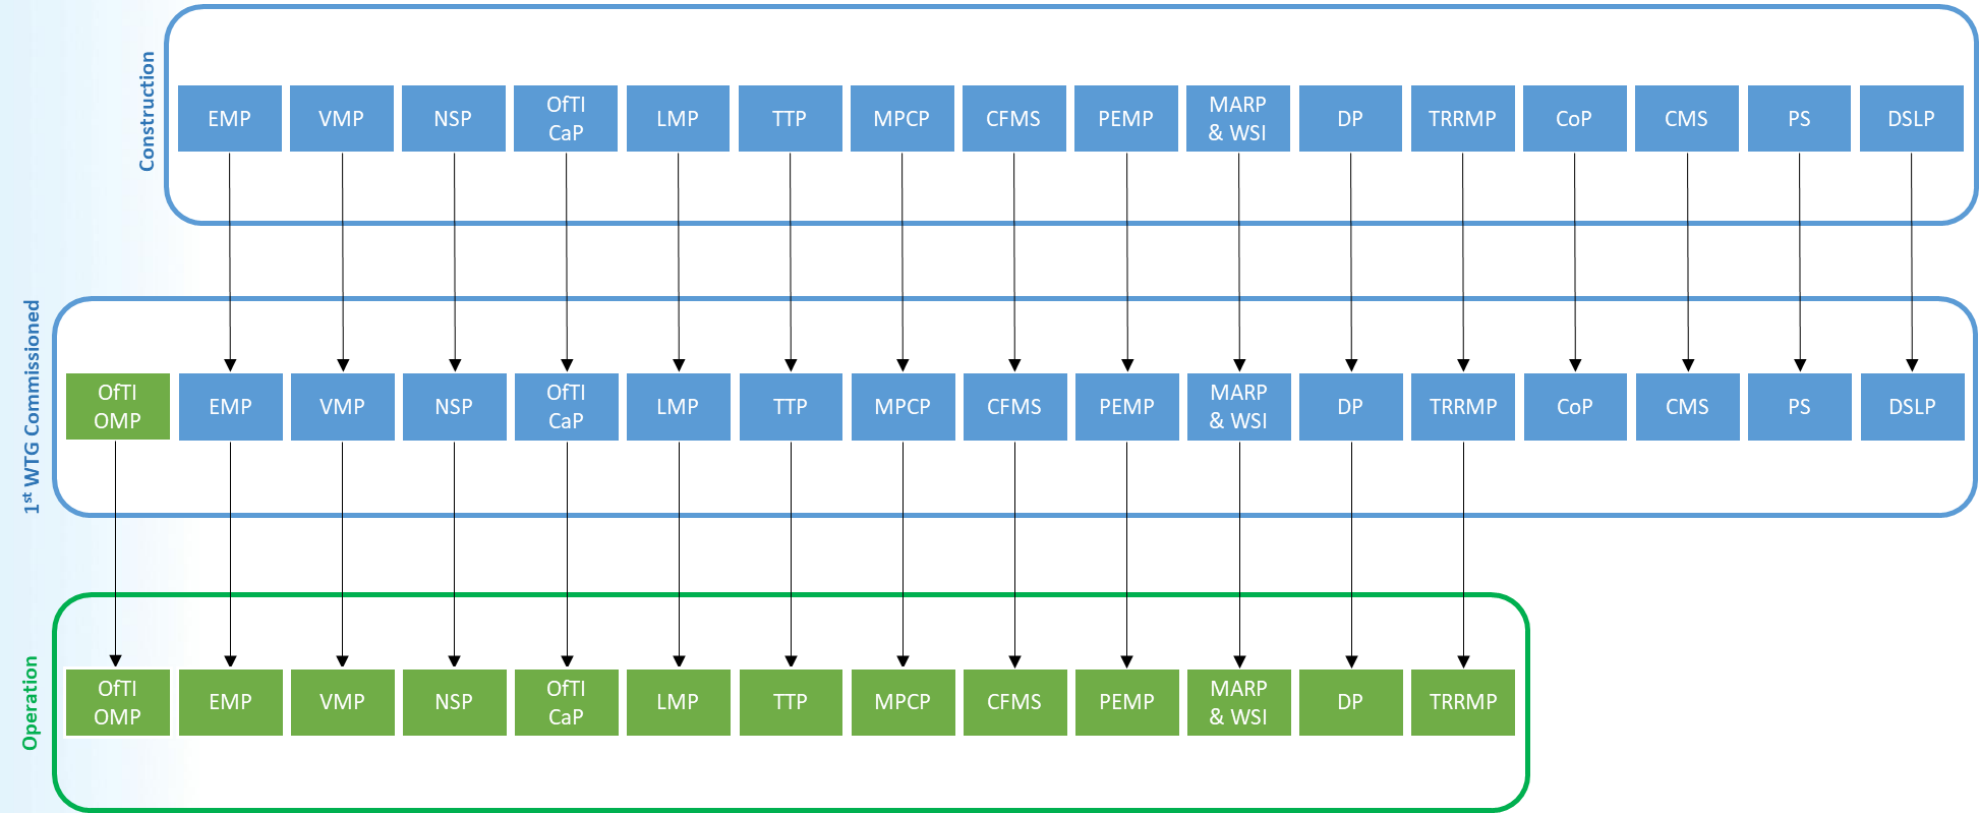 Construction
EMP
VMP
NSP
OfTI
CaP
LMP
TTP
MPCP
CFMS
PEMP
MARP
& WSI
DP
TRRMP
CoP
CMS
PS
DSLP
1st WTG Commissioned
OfTI
OMP
EMP
VMP
NSP
OfTI
CaP
LMP
TTP
MPCP
CFMS
PEMP
MARP
& WSI
DP
TRRMP
CoP
CMS
PS
DSLP
Operation
OfTI
OMP
EMP
VMP
NSP
OfTI
CaP
LMP
TTP
MPCP
CFMS
PEMP
MARP
& WSI
DP
TRRMP